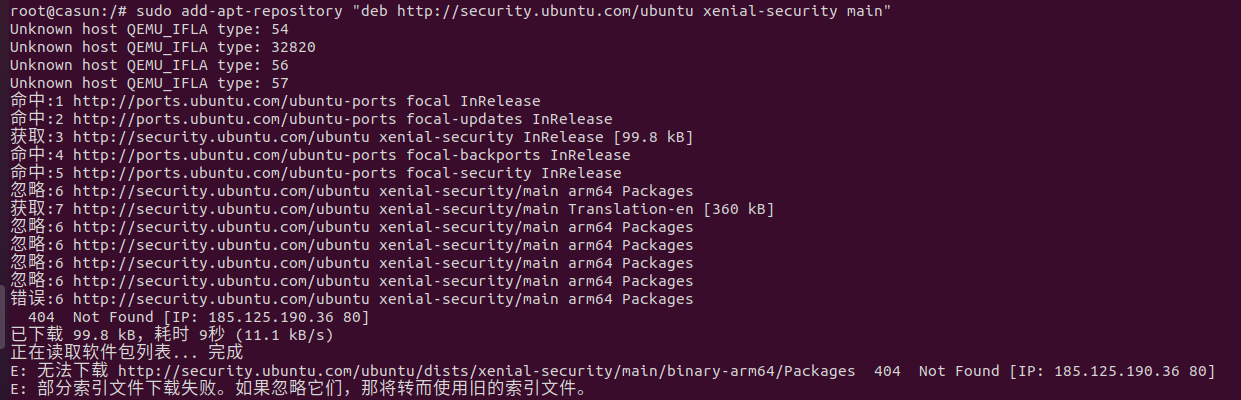 root@casun:/# sudo add-apt-repository "deb http://security.ubuntu.com/ubuntu xenial-security main"
Unknown host QEMU_IFLA type: 54
Unknown host QEMU_IFLA type: 32820
Unknown host QEMU_IFLA type: 56
Unknown host QEMU_IFLA type: 57
命中:1 http://ports.ubuntu.com/ubuntu-ports focal InRelease
命中:2 http://ports.ubuntu.com/ubuntu-ports focal-updates InRelease
获取:3 http://security.ubuntu.com/ubuntu xenial-security InRelease [99.8 kB]
命中:4 http://ports.ubuntu.com/ubuntu-ports focal-backports InRelease
命中:5 http://ports.ubuntu.com/ubuntu-ports focal-security InRelease
忽略:6 http://security.ubuntu.com/ubuntu xenial-security/main arm64 Packages
获取:7 http://security.ubuntu.com/ubuntu xenial-security/main Translation-en [360 kB]
忽略:6 http://security.ubuntu.com/ubuntu xenial-security/main arm64 Packages
忽略:6 http://security.ubuntu.com/ubuntu xenial-security/main arm64 Packages
忽略:6 http://security.ubuntu.com/ubuntu xenial-security/main arm64 Packages
忽略:6 http://security.ubuntu.com/ubuntu xenial-security/main arm64 Packages
错误:6 http://security.ubuntu.com/ubuntu xenial-security/main arm64 Packages
  404  Not Found [IP: 185.125.190.36 80]
已下载 99.8 kB，耗时 9秒 (11.1 kB/s)
正在读取软件包列表... 完成
E: 无法下载 http://security.ubuntu.com/ubuntu/dists/xenial-security/main/binary-arm64/Packages  404  Not Found [IP: 185.125.190.36 80]
E: 部分索引文件下载失败。如果忽略它们，那将转而使用旧的索引文件。